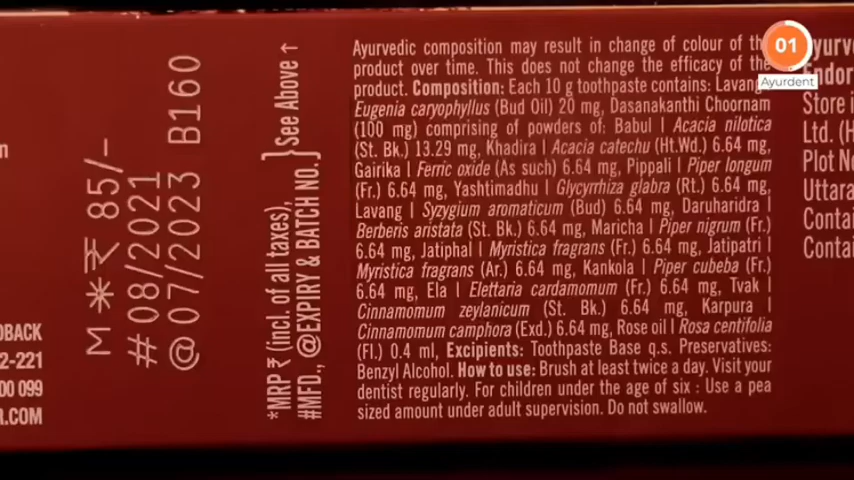 Ayurvedic composition may result in change of colour of the
product over time. This does not change the efficacy of the
product. Composition: Each 10 g toothpaste contains: Lavang
Eugenia caryophyllus (Bud Oil) 20 mg, Dasanakanthi Choornam
(100 mg) comprising of powders of: Babul | Acacia nilotica
(St. Bk.) 13.29 mg, Khadira | Acacia catechu (Ht.Wd.) 6.64 mg,
Gairika | Ferric oxide (As such) 6.64 mg, Pippali | Piper longum
(Fr.) 6.64 mg, Yashtimadhu | Glycyrrhiza glabra (Rt.) 6.64 mg,
Lavang | Syzygium aromaticum (Bud) 6.64 mg, Daruharidra |
Berberis aristata (St. Bk.) 6.64 mg, Maricha | Piper nigrum (Fr.)
6.64 mg, Jatiphal | Myristica fragrans (Fr.) 6.64 mg, Jatipatri |
Myristica fragrans (Ar.) 6.64 mg, Kankola | Piper cubeba (Fr.)
6.64 mg, Ela | Elettaria cardamomum (Fr.) 6.64 mg, Tvak |
Cinnamomum zeylanicum (St. Bk.) 6.64 mg, Karpura |
Cinnamomum camphora (Exd.) 6.64 mg, Rose oil | Rosa centifolia
(Fl.) 0.4 ml, Excipients: Toothpaste Base q.s. Preservatives:
Benzyl Alcohol. How to use: Brush at least twice a day. Visit your
dentist regularly. For children under the age of six : Use a pea
sized amount under adult supervision. Do not swallow.
M*₹ 85/-
#08/2021
@07/2023 B160
*MRP ₹ (incl. of all taxes),
#MFD., @EXPIRY & BATCH NO.
See Above ↑
DBACK
2-221
00 099
R.COM
yurv
Endor
Store i
Ltd. (H
Plot No
Uttara
Contai
Contai
01
Ayurdent